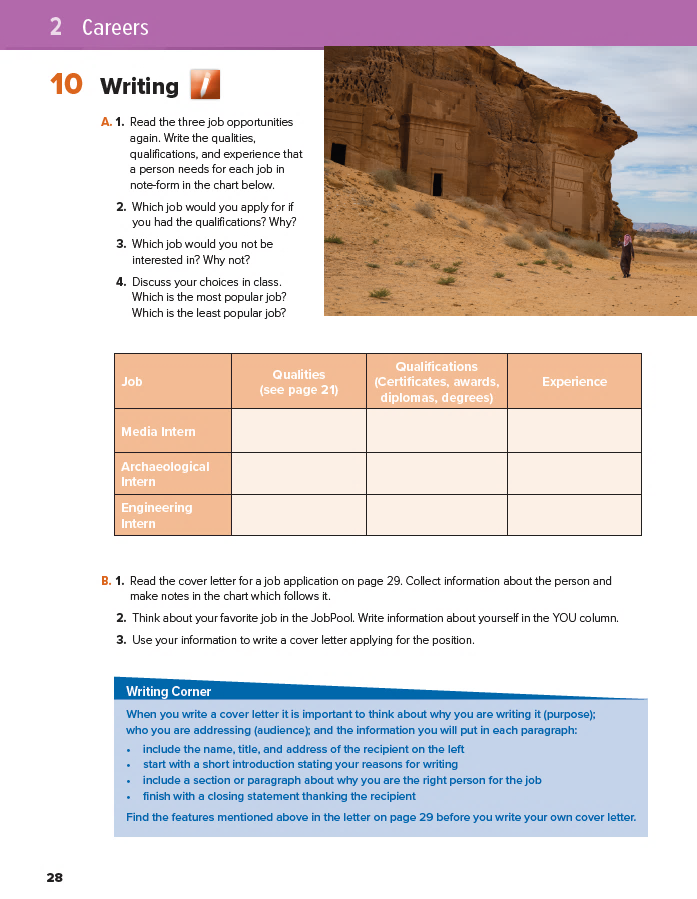 2 Careers
10 Writing
A. 1. Read the three job opportunities
again. Write the qualities,
qualifications, and experience that
a person needs for each job in
note-form in the chart below.
2. Which job would you apply for if
you had the qualifications? Why?
3. Which job would you not be
interested in? Why not?
4. Discuss your choices in class.
Which is the most popular job?
Which is the least popular job?
Job
Qualities
(see page 21)
Qualifications
(Certificates, awards,
diplomas, degrees)
Experience
Media Intern
Archaeological
Intern
Engineering
Intern
B. 1. Read the cover letter for a job application on page 29. Collect information about the person and
make notes in the chart which follows it.
2. Think about your favorite job in the JobPool. Write information about yourself in the YOU column.
3. Use your information to write a cover letter applying for the position.
Writing Corner
When you write a cover letter it is important to think about why you are writing it (purpose);
who you are addressing (audience); and the information you will put in each paragraph:
• include the name, title, and address of the recipient on the left
• start with a short introduction stating your reasons for writing
• include a section or paragraph about why you are the right person for the job
• finish with a closing statement thanking the recipient
Find the features mentioned above in the letter on page 29 before you write your own cover letter.
28